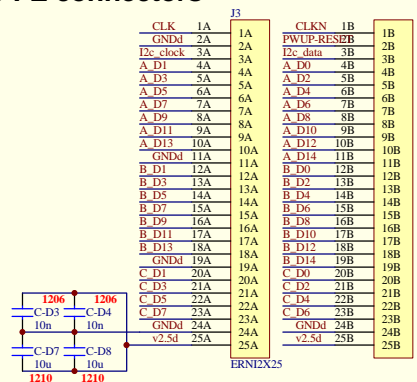 J3
CLK 1A 1A CLKN 1B 1B
GNDd 2A 2A PWUP-RESET 2B 2B
I2c_clock 3A 3A I2c_data 3B 3B
A_D1 4A 4A A_D0 4B 4B
A_D3 5A 5A A_D2 5B 5B
A_D5 6A 6A A_D4 6B 6B
A_D7 7A 7A A_D6 7B 7B
A_D9 8A 8A A_D8 8B 8B
A_D11 9A 9A A_D10 9B 9B
A_D13 10A 10A A_D12 10B 10B
GNDd 11A 11A A_D14 11B 11B
B_D1 12A 12A B_D0 12B 12B
B_D3 13A 13A B_D2 13B 13B
B_D5 14A 14A B_D4 14B 14B
B_D7 15A 15A B_D6 15B 15B
B_D9 16A 16A B_D8 16B 16B
B_D11 17A 17A B_D10 17B 17B
B_D13 18A 18A B_D12 18B 18B
GNDd 19A 19A B_D14 19B 19B
C_D1 20A 20A C_D0 20B 20B
C_D3 21A 21A C_D2 21B 21B
C_D5 22A 22A C_D4 22B 22B
C_D7 23A 23A C_D6 23B 23B
GNDd 24A 24A GNDd 24B 24B
v2.5d 25A 25A v2.5d 25B 25B
ERNI2X25
1206 1206
C-D3 C-D4
10n 10n
C-D7 C-D8
10u 10u
1210 1210